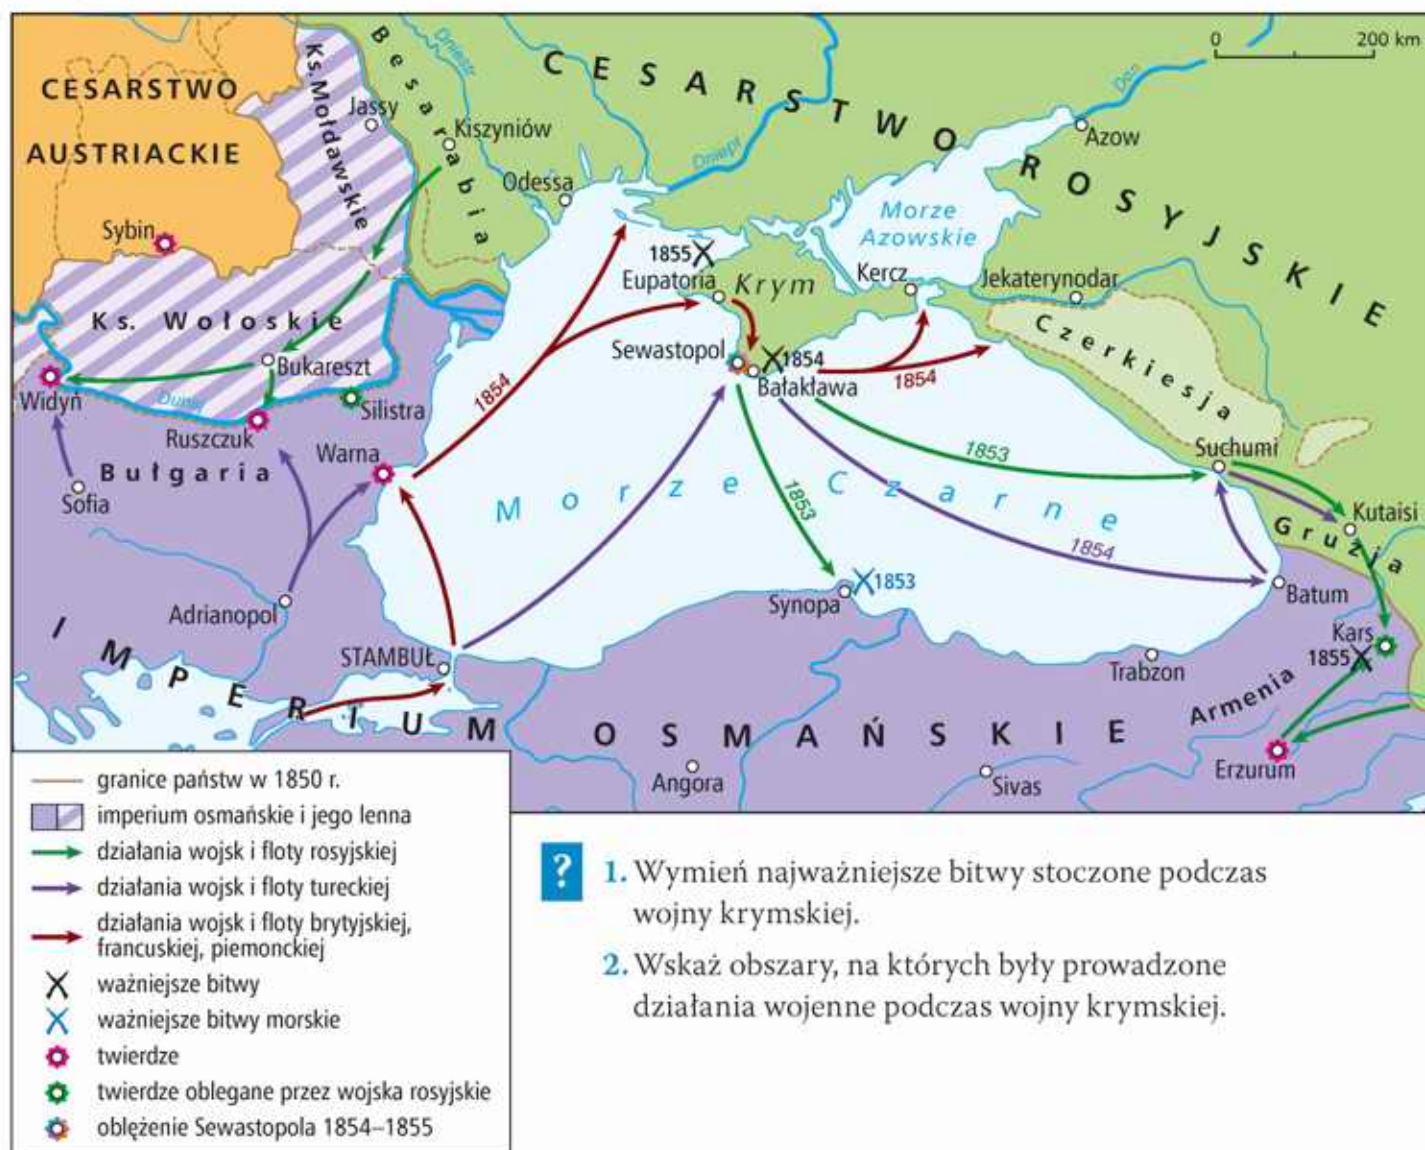 0 200 km
CESARSTWO ROSYJSKIE
CESARSTWO
AUSTRIACKIE
Ks. Mołdawskie
Besarabia
Dniestr
Dniepr
Don
Jassy
Kiszyniów
Odessa
Azow
Morze
Azowskie
Sybin
1855
Eupatoria
Krym
Kercz
Jekaterynodar
Czerkiesja
Ks. Wołoskie
Bukareszt
Sewastopol
1854
Bałakława
1854
1854
Widyń
Dunaj
Silistra
Ruszczuk
Warna
Bułgaria
Sofia
1853
1853
Suchumi
Morze Czarne
Kutaisi
Gruzja
1854
Adrianopol
Synopa
1853
Batum
Kars
1855
STAMBUŁ
Trabzon
Armenia
IMPERIUM OSMAŃSKIE
Angora
Sivas
Erzurum
granice państw w 1850 r.
imperium osmańskie i jego lenna
działania wojsk i floty rosyjskiej
działania wojsk i floty tureckiej
działania wojsk i floty brytyjskiej,
francuskiej, piemonckiej
ważniejsze bitwy
ważniejsze bitwy morskie
twierdze
twierdze oblegane przez wojska rosyjskie
oblężenie Sewastopola 1854–1855
?
1. Wymień najważniejsze bitwy stoczone podczas
wojny krymskiej.
2. Wskaż obszary, na których były prowadzone
działania wojenne podczas wojny krymskiej.